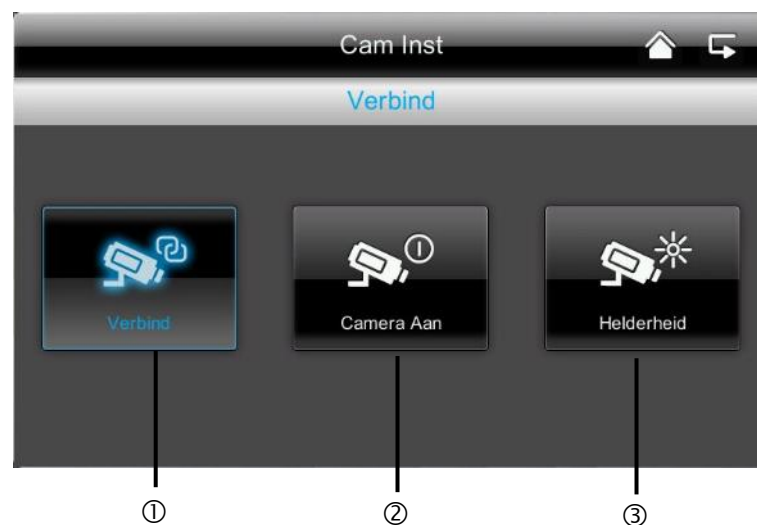 Cam Inst
Verbind
Verbind Camera Aan Helderheid
① ② ③